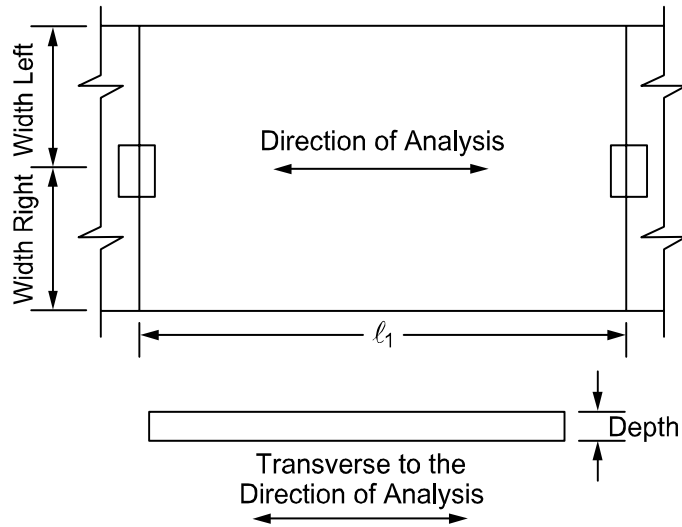 Width Left
Direction of Analysis
Width Right
ℓ1
Depth
Transverse to the
Direction of Analysis